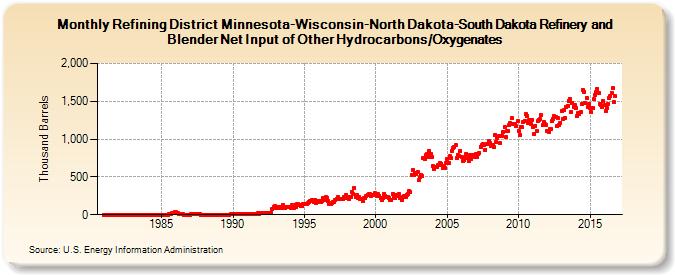 Monthly Refining District Minnesota-Wisconsin-North Dakota-South Dakota Refinery and
Blender Net Input of Other Hydrocarbons/Oxygenates
Thousand Barrels
2,000
1,500
1,000
500
0
1985 1990 1995 2000 2005 2010 2015
Source: U.S. Energy Information Administration